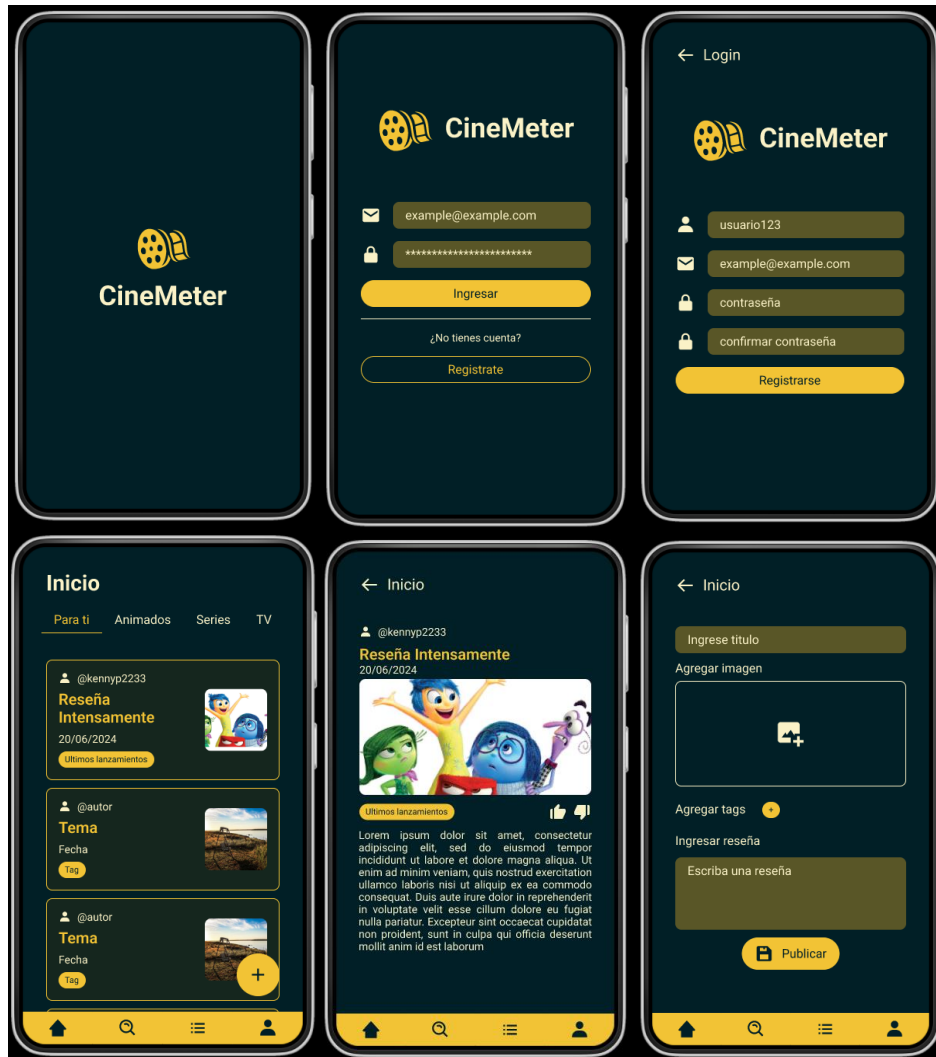 CineMeter
CineMeter
example@example.com
************************
Ingresar
¿No tienes cuenta?
Registrate
← Login
CineMeter
usuario123
example@example.com
contraseña
confirmar contraseña
Registrarse
Inicio
Para ti Animados Series TV
@kennyp2233
Reseña
Intensamente
20/06/2024
Ultimos lanzamientos
@autor
Tema
Fecha
Tag
@autor
Tema
Fecha
Tag
+
← Inicio
@kennyp2233
Reseña Intensamente
20/06/2024
Ultimos lanzamientos
Lorem ipsum dolor sit amet, consectetur
adipiscing elit, sed do eiusmod tempor
incididunt ut labore et dolore magna aliqua. Ut
enim ad minim veniam, quis nostrud exercitation
ullamco laboris nisi ut aliquip ex ea commodo
consequat. Duis aute irure dolor in reprehenderit
in voluptate velit esse cillum dolore eu fugiat
nulla pariatur. Excepteur sint occaecat cupidatat
non proident, sunt in culpa qui officia deserunt
mollit anim id est laborum
← Inicio
Ingrese titulo
Agregar imagen
Agregar tags +
Ingresar reseña
Escriba una reseña
Publicar